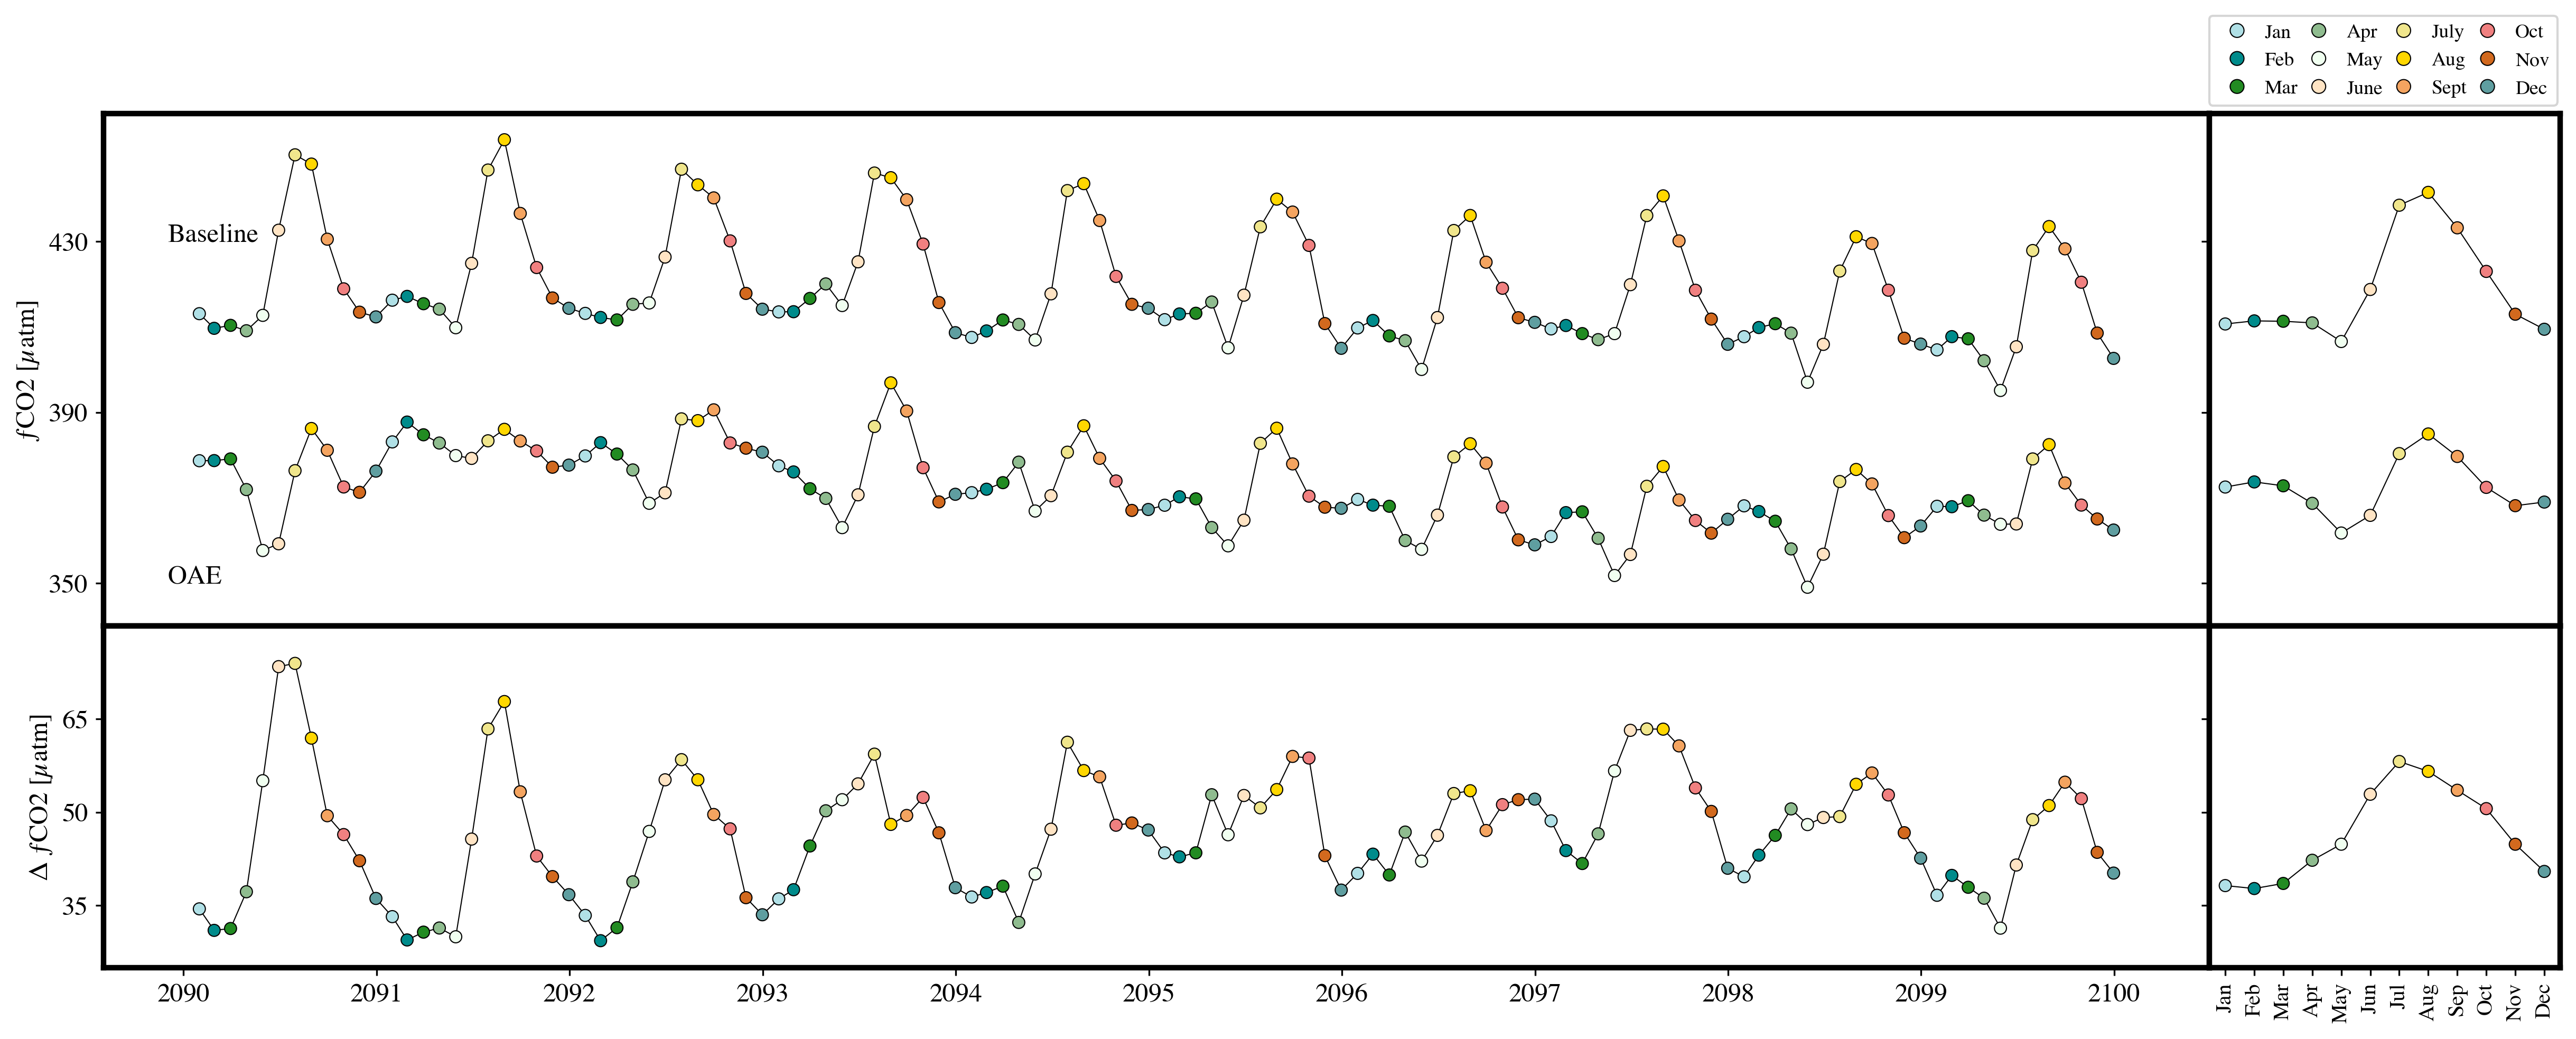 Jan Apr July Oct
Feb May Aug Nov
Mar June Sept Dec
fCO2 [μatm]
430
390
350
Baseline
OAE
Δ fCO2 [μatm]
65
50
35
2090 2091 2092 2093 2094 2095 2096 2097 2098 2099 2100
Jan Feb Mar Apr May Jun Jul Aug Sep Oct Nov Dec